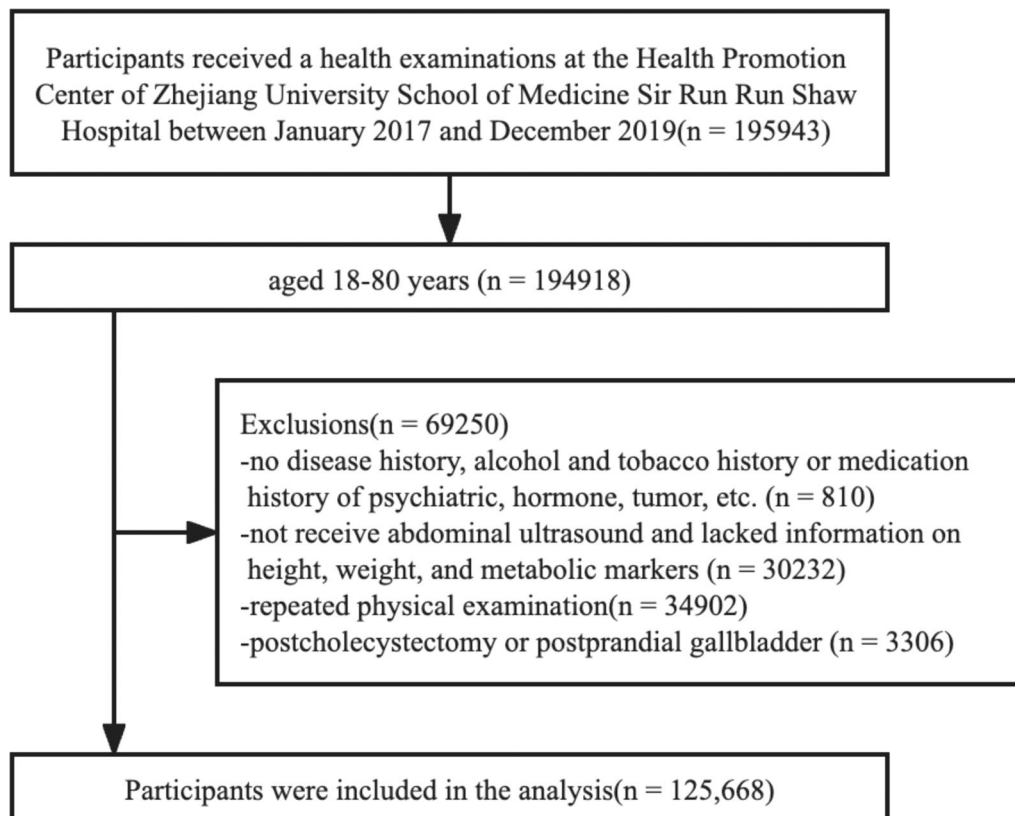 Participants received a health examinations at the Health Promotion
Center of Zhejiang University School of Medicine Sir Run Run Shaw
Hospital between January 2017 and December 2019(n = 195943)
aged 18-80 years (n = 194918)
Exclusions(n = 69250)
-no disease history, alcohol and tobacco history or medication
history of psychiatric, hormone, tumor, etc. (n = 810)
-not receive abdominal ultrasound and lacked information on
height, weight, and metabolic markers (n = 30232)
-repeated physical examination(n = 34902)
-postcholecystectomy or postprandial gallbladder (n = 3306)
Participants were included in the analysis(n = 125,668)